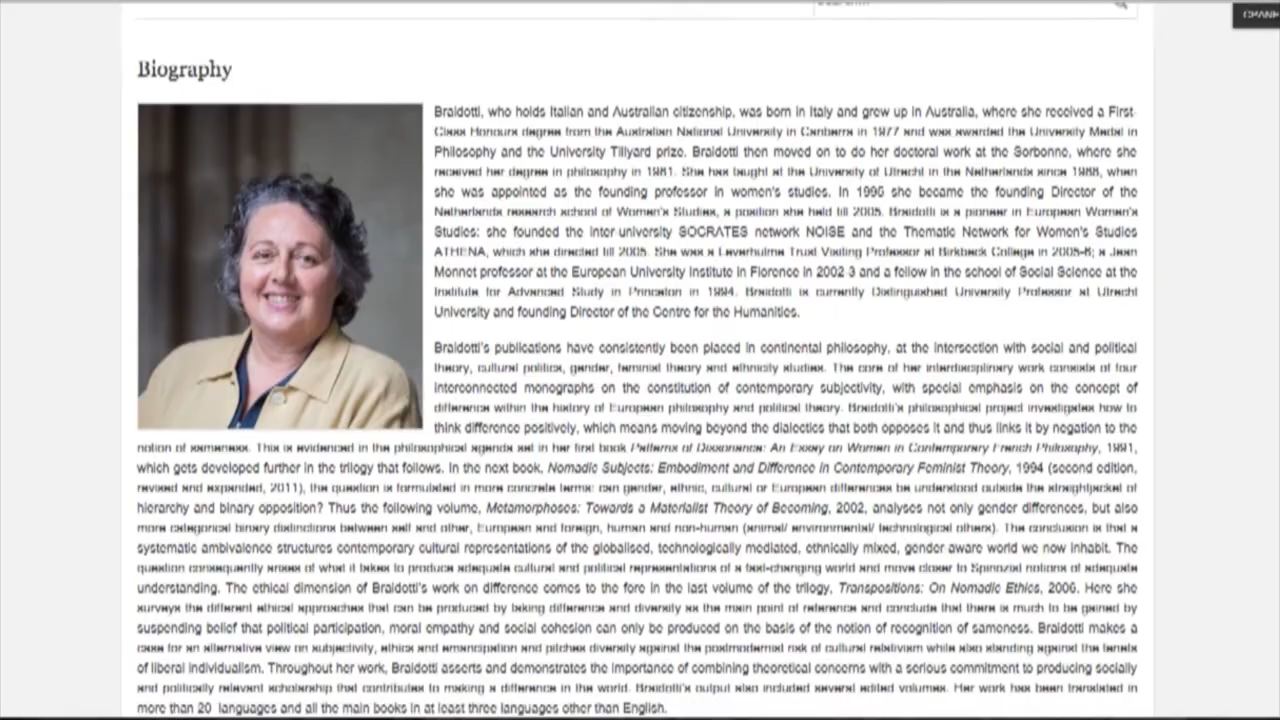 Biography
Braidotti, who holds Italian and Australian citizenship, was born in Italy and grew up in Australia, where she received a First-
Class Honours degree from the Australian National University in Canberra in 1977 and was awarded the University Medal in
Philosophy and the University Tillyard prize. Braidotti then moved on to do her doctoral work at the Sorbonne, where she
received her degree in philosophy in 1981. She has taught at the University of Utrecht in the Netherlands since 1988, when
she was appointed as the founding professor in women's studies. In 1995 she became the founding Director of the
Netherlands research school of Women's Studies, a position she held till 2005. Braidotti is a pioneer in European Women's
Studies: she founded the inter-university SOCRATES network NOISE and the Thematic Network for Women's Studies
ATHENA, which she directed till 2005. She was a Leverhulme Trust Visiting Professor at Birkbeck College in 2005-6; a Jean
Monnet professor at the European University Institute in Florence in 2002-3 and a fellow in the school of Social Science at the
Institute for Advanced Study in Princeton in 1994. Braidotti is currently Distinguished University Professor at Utrecht
University and founding Director of the Centre for the Humanities.
Braidotti's publications have consistently been placed in continental philosophy, at the intersection with social and political
theory, cultural politics, gender, feminist theory and ethnicity studies. The core of her interdisciplinary work consists of four
interconnected monographs on the constitution of contemporary subjectivity, with special emphasis on the concept of
difference within the history of European philosophy and political theory. Braidotti's philosophical project investigates how to
think difference positively, which means moving beyond the dialectics that both opposes it and thus links it by negation to the
notion of sameness. This is evidenced in the philosophical agenda set in her first book Patterns of Dissonance: An Essay on Women in Contemporary French Philosophy, 1991,
which gets developed further in the trilogy that follows. In the next book, Nomadic Subjects: Embodiment and Difference in Contemporary Feminist Theory, 1994 (second edition,
revised and expanded, 2011), the question is formulated in more concrete terms: can gender, ethnic, cultural or European differences be understood outside the straightjacket of
hierarchy and binary opposition? Thus the following volume, Metamorphoses: Towards a Materialist Theory of Becoming, 2002, analyses not only gender differences, but also
more categorical binary distinctions between self and other, European and foreign, human and non-human (animal/ environmental/ technological others). The conclusion is that a
systematic ambivalence structures contemporary cultural representations of the globalised, technologically mediated, ethnically mixed, gender aware world we now inhabit. The
question consequently arises of what it takes to produce adequate cultural and political representations of a fast-changing world and move closer to Spinozist notions of adequate
understanding. The ethical dimension of Braidotti's work on difference comes to the fore in the last volume of the trilogy, Transpositions: On Nomadic Ethics, 2006. Here she
surveys the different ethical approaches that can be produced by taking difference and diversity as the main point of reference and conclude that there is much to be gained by
suspending belief that political participation, moral empathy and social cohesion can only be produced on the basis of the notion of recognition of sameness. Braidotti makes a
case for an alternative view on subjectivity, ethics and emancipation and pitches diversity against the postmodernist risk of cultural relativism while also standing against the tenets
of liberal individualism. Throughout her work, Braidotti asserts and demonstrates the importance of combining theoretical concerns with a serious commitment to producing socially
and politically relevant scholarship that contributes to making a difference in the world. Braidotti's output also included several edited volumes. Her work has been translated in
more than 20 languages and all the main books in at least three languages other than English.